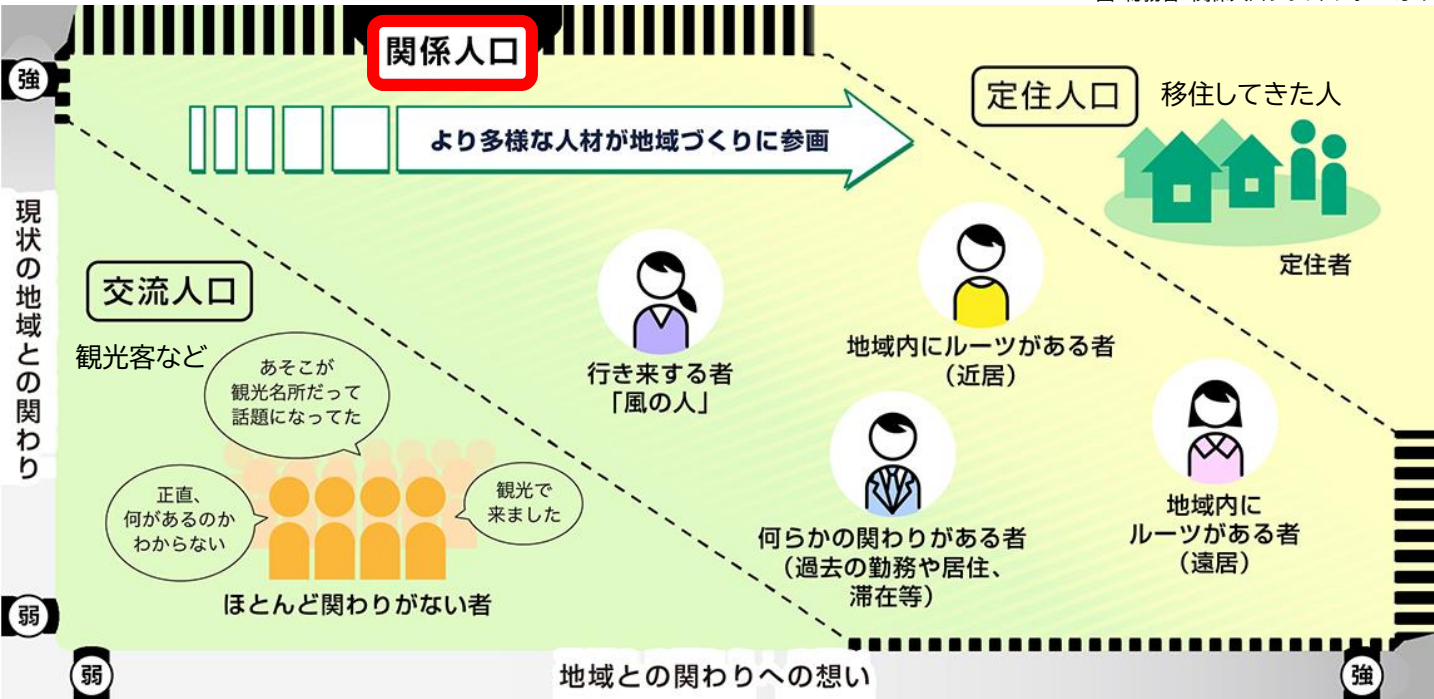 関係人口
強
より多様な人材が地域づくりに参画
定住人口
移住してきた人
定住者
現状の地域との関わり
交流人口
観光客など
あそこが
観光名所だって
話題になってた
正直、
何があるのか
わからない
観光で
来ました
ほとんど関わりがない者
行き来する者
「風の人」
地域内にルーツがある者
（近居）
何らかの関わりがある者
（過去の勤務や居住、
滞在等）
地域内に
ルーツがある者
（遠居）
弱
弱
地域との関わりへの想い
強